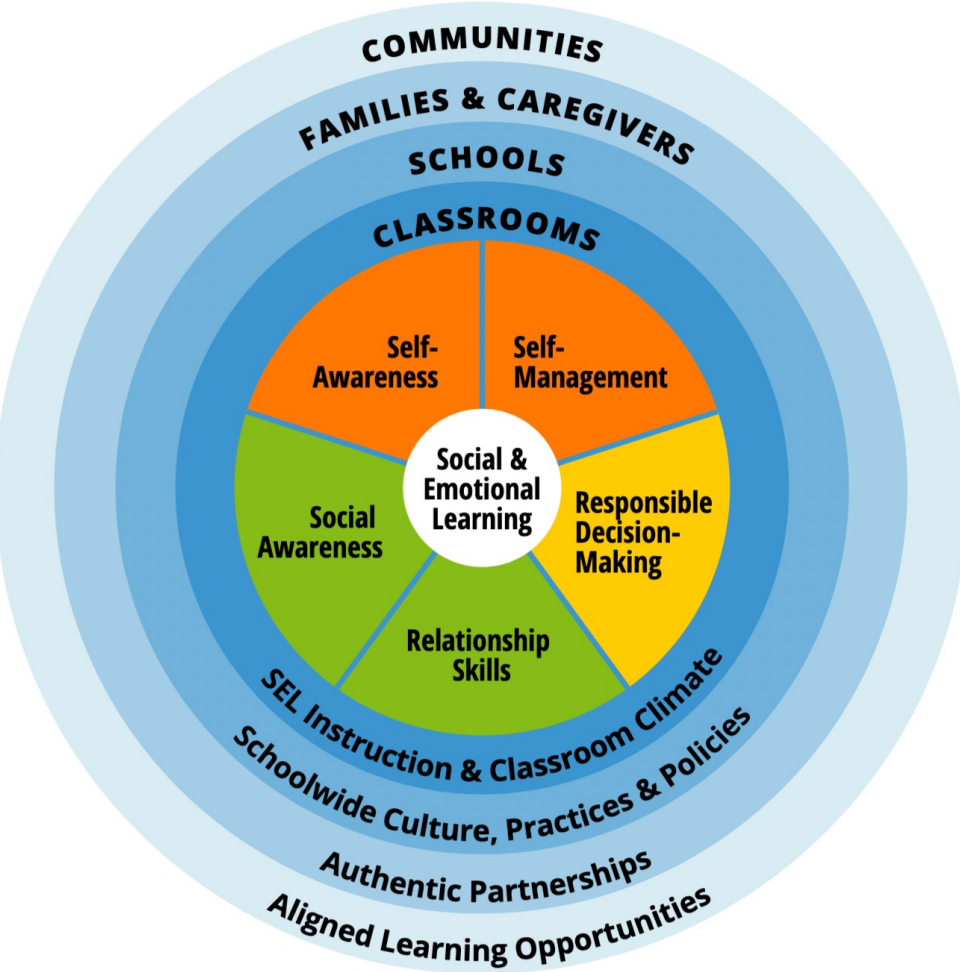 COMMUNITIES
FAMILIES & CAREGIVERS
SCHOOLS
CLASSROOMS
Self-
Awareness
Self-
Management
Social &
Emotional
Learning
Social
Awareness
Responsible
Decision-
Making
Relationship
Skills
SEL Instruction & Classroom Climate
Schoolwide Culture, Practices & Policies
Authentic Partnerships
Aligned Learning Opportunities